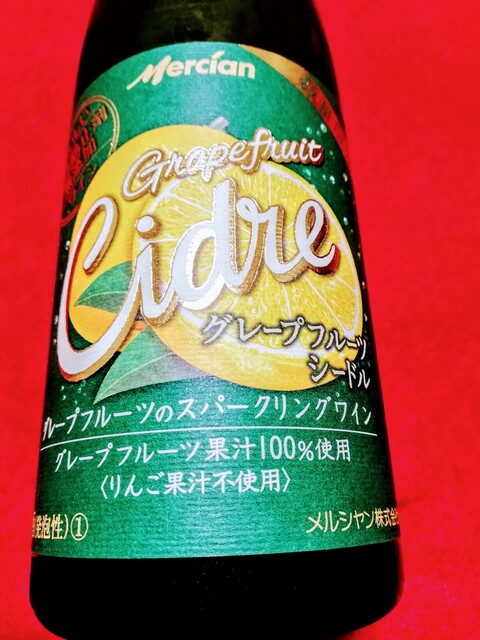 Mercian
Grapefruit
Cidre
グレープフルーツ
シードル
グレープフルーツのスパークリングワイン
グレープフルーツ果汁100%使用
〈りんご果汁不使用〉
発泡性)①
メルシャン株式会